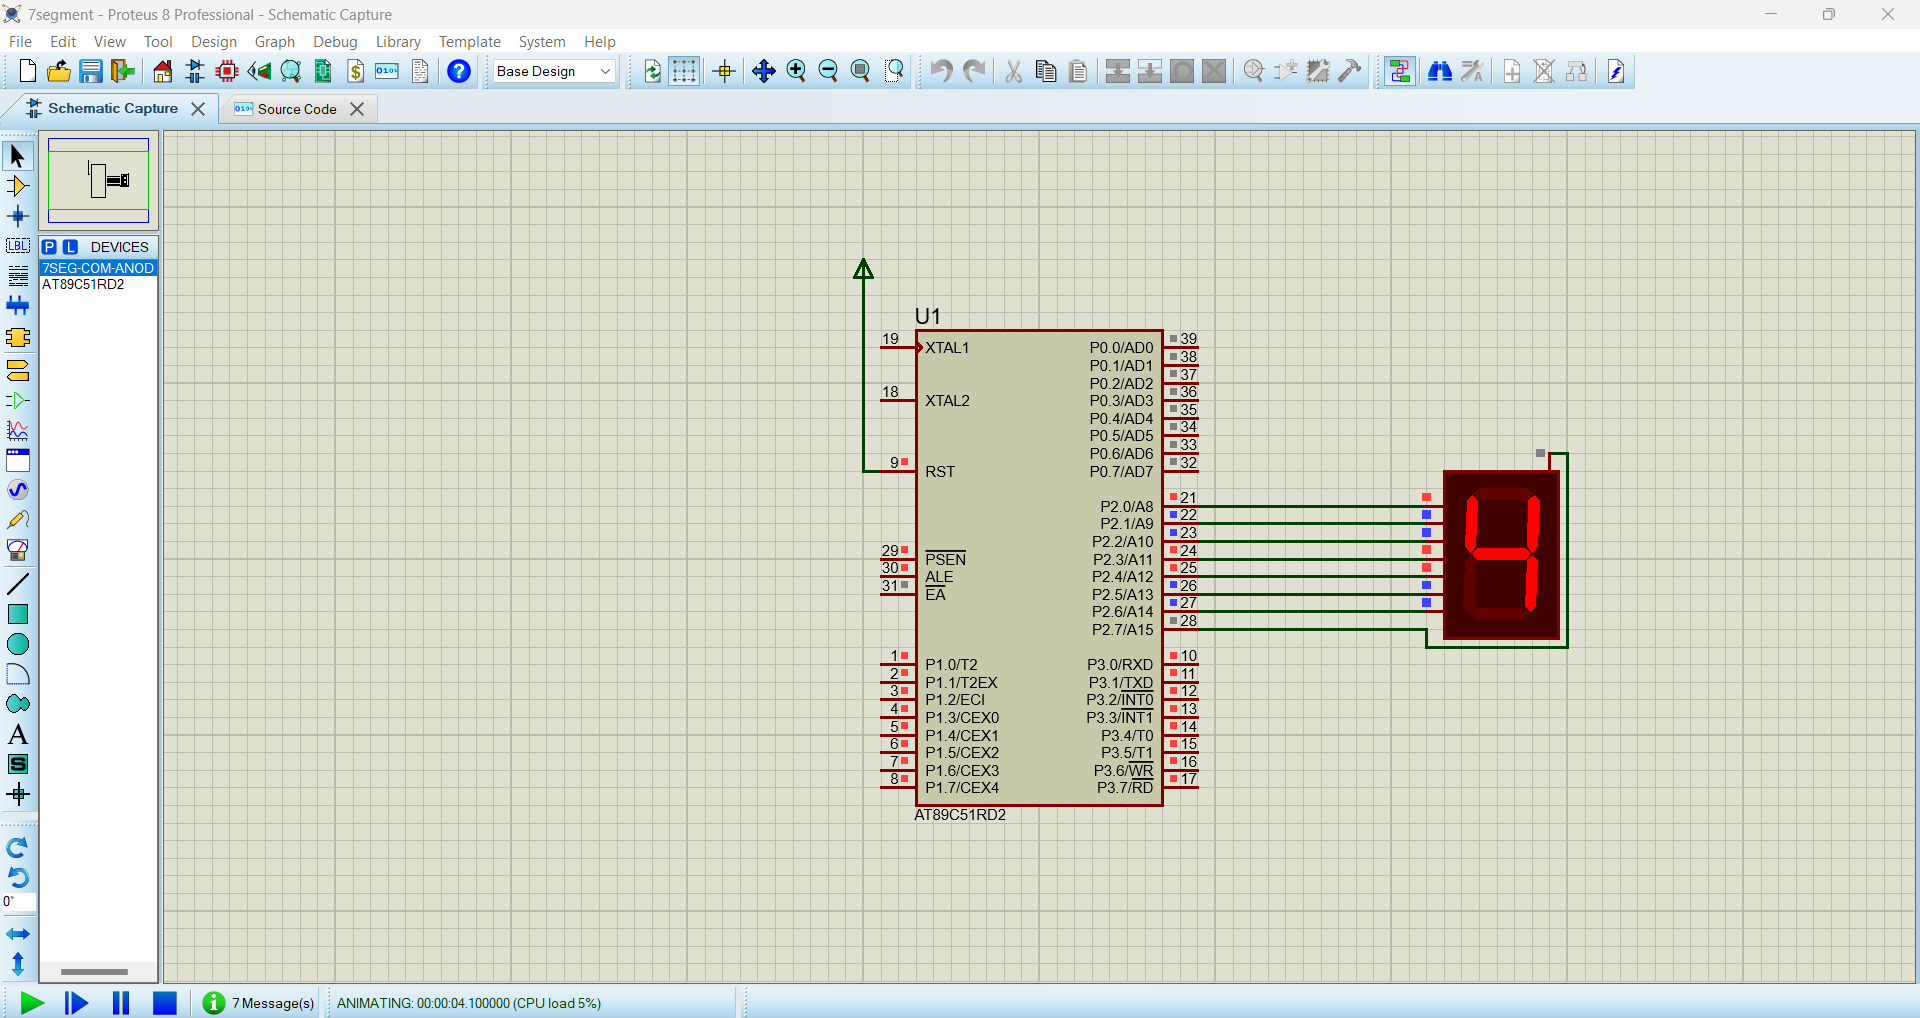 7segment - Proteus 8 Professional - Schematic Capture
File Edit View Tool Design Graph Debug Library Template System Help
Base Design
Schematic Capture
Source Code
P L DEVICES
7SEG-COM-ANOD
AT89C51RD2
LBL
A
S
0°
U1
19 XTAL1
18 XTAL2
9 RST
29 PSEN
30 ALE
31 EA
1 P1.0/T2
2 P1.1/T2EX
3 P1.2/ECI
4 P1.3/CEX0
5 P1.4/CEX1
6 P1.5/CEX2
7 P1.6/CEX3
8 P1.7/CEX4
P0.0/AD0 39
P0.1/AD1 38
P0.2/AD2 37
P0.3/AD3 36
P0.4/AD4 35
P0.5/AD5 34
P0.6/AD6 33
P0.7/AD7 32
P2.0/A8 21
P2.1/A9 22
P2.2/A10 23
P2.3/A11 24
P2.4/A12 25
P2.5/A13 26
P2.6/A14 27
P2.7/A15 28
P3.0/RXD 10
P3.1/TXD 11
P3.2/INT0 12
P3.3/INT1 13
P3.4/T0 14
P3.5/T1 15
P3.6/WR 16
P3.7/RD 17
AT89C51RD2
4
7 Message(s)
ANIMATING: 00:00:04.100000 (CPU load 5%)